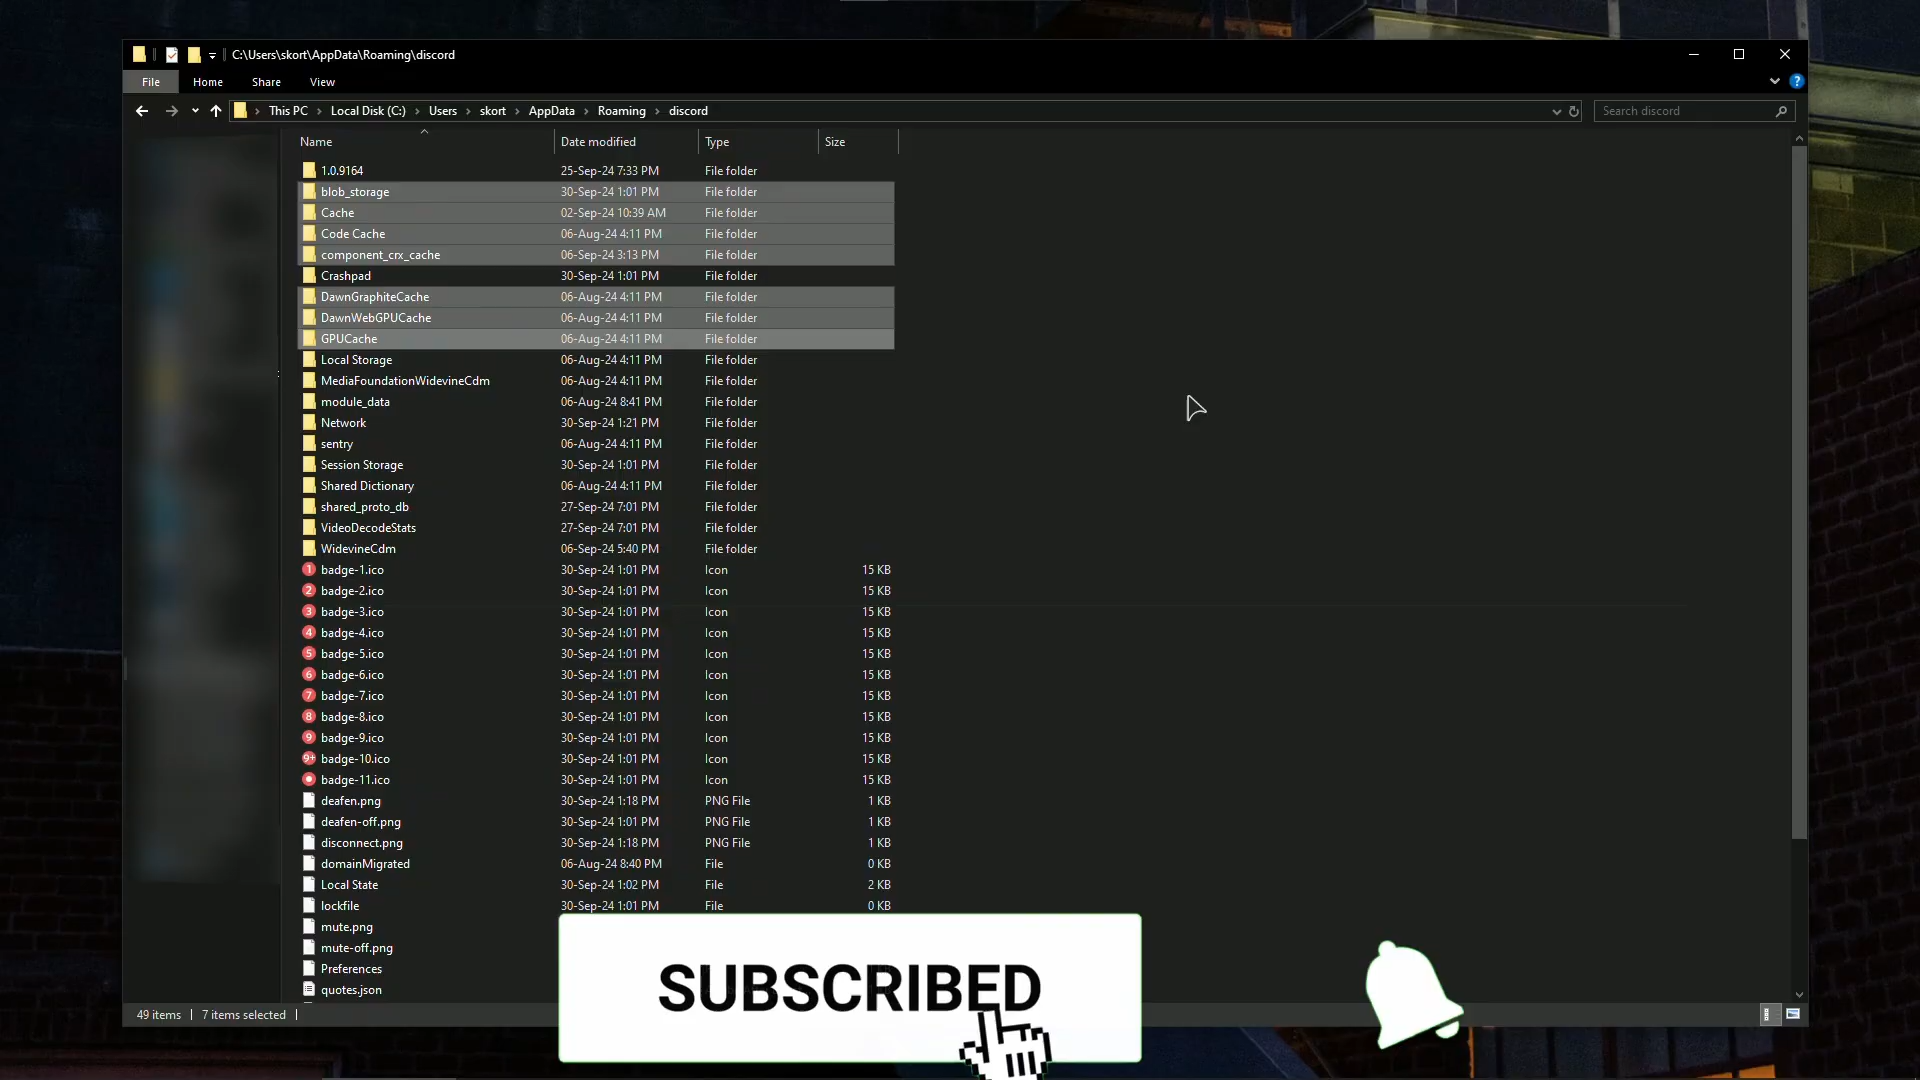 C:\Users\skort\AppData\Roaming\discord
File Home Share View
This PC Local Disk (C:) Users skort AppData Roaming discord Search discord
Name Date modified Type Size
1.0.9164 25-Sep-24 7:33 PM File folder
blob_storage 30-Sep-24 1:01 PM File folder
Cache 02-Sep-24 10:39 AM File folder
Code Cache 06-Aug-24 4:11 PM File folder
component_crx_cache 06-Sep-24 3:13 PM File folder
Crashpad 30-Sep-24 1:01 PM File folder
DawnGraphiteCache 06-Aug-24 4:11 PM File folder
DawnWebGPUCache 06-Aug-24 4:11 PM File folder
GPUCache 06-Aug-24 4:11 PM File folder
Local Storage 06-Aug-24 4:11 PM File folder
MediaFoundationWidevineCdm 06-Aug-24 4:11 PM File folder
module_data 06-Aug-24 8:41 PM File folder
Network 30-Sep-24 1:21 PM File folder
sentry 06-Aug-24 4:11 PM File folder
Session Storage 30-Sep-24 1:01 PM File folder
Shared Dictionary 06-Aug-24 4:11 PM File folder
shared_proto_db 27-Sep-24 7:01 PM File folder
VideoDecodeStats 27-Sep-24 7:01 PM File folder
WidevineCdm 06-Sep-24 5:40 PM File folder
1 badge-1.ico 30-Sep-24 1:01 PM Icon 15 KB
2 badge-2.ico 30-Sep-24 1:01 PM Icon 15 KB
3 badge-3.ico 30-Sep-24 1:01 PM Icon 15 KB
4 badge-4.ico 30-Sep-24 1:01 PM Icon 15 KB
5 badge-5.ico 30-Sep-24 1:01 PM Icon 15 KB
6 badge-6.ico 30-Sep-24 1:01 PM Icon 15 KB
7 badge-7.ico 30-Sep-24 1:01 PM Icon 15 KB
8 badge-8.ico 30-Sep-24 1:01 PM Icon 15 KB
9 badge-9.ico 30-Sep-24 1:01 PM Icon 15 KB
9+ badge-10.ico 30-Sep-24 1:01 PM Icon 15 KB
badge-11.ico 30-Sep-24 1:01 PM Icon 15 KB
deafen.png 30-Sep-24 1:18 PM PNG File 1 KB
deafen-off.png 30-Sep-24 1:01 PM PNG File 1 KB
disconnect.png 30-Sep-24 1:18 PM PNG File 1 KB
domainMigrated 06-Aug-24 8:40 PM File 0 KB
Local State 30-Sep-24 1:02 PM File 2 KB
lockfile 30-Sep-24 1:01 PM File 0 KB
mute.png
mute-off.png
Preferences
quotes.json
SUBSCRIBED
49 items 7 items selected